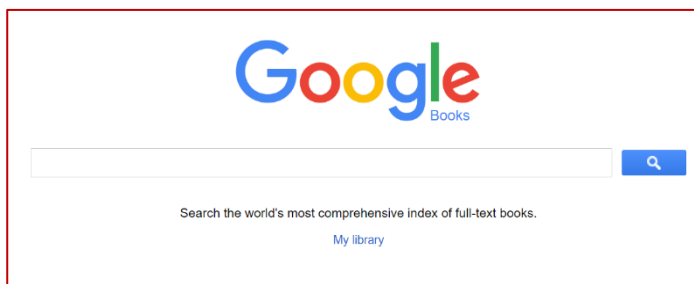 Google
Books
Search the world's most comprehensive index of full-text books.
My library